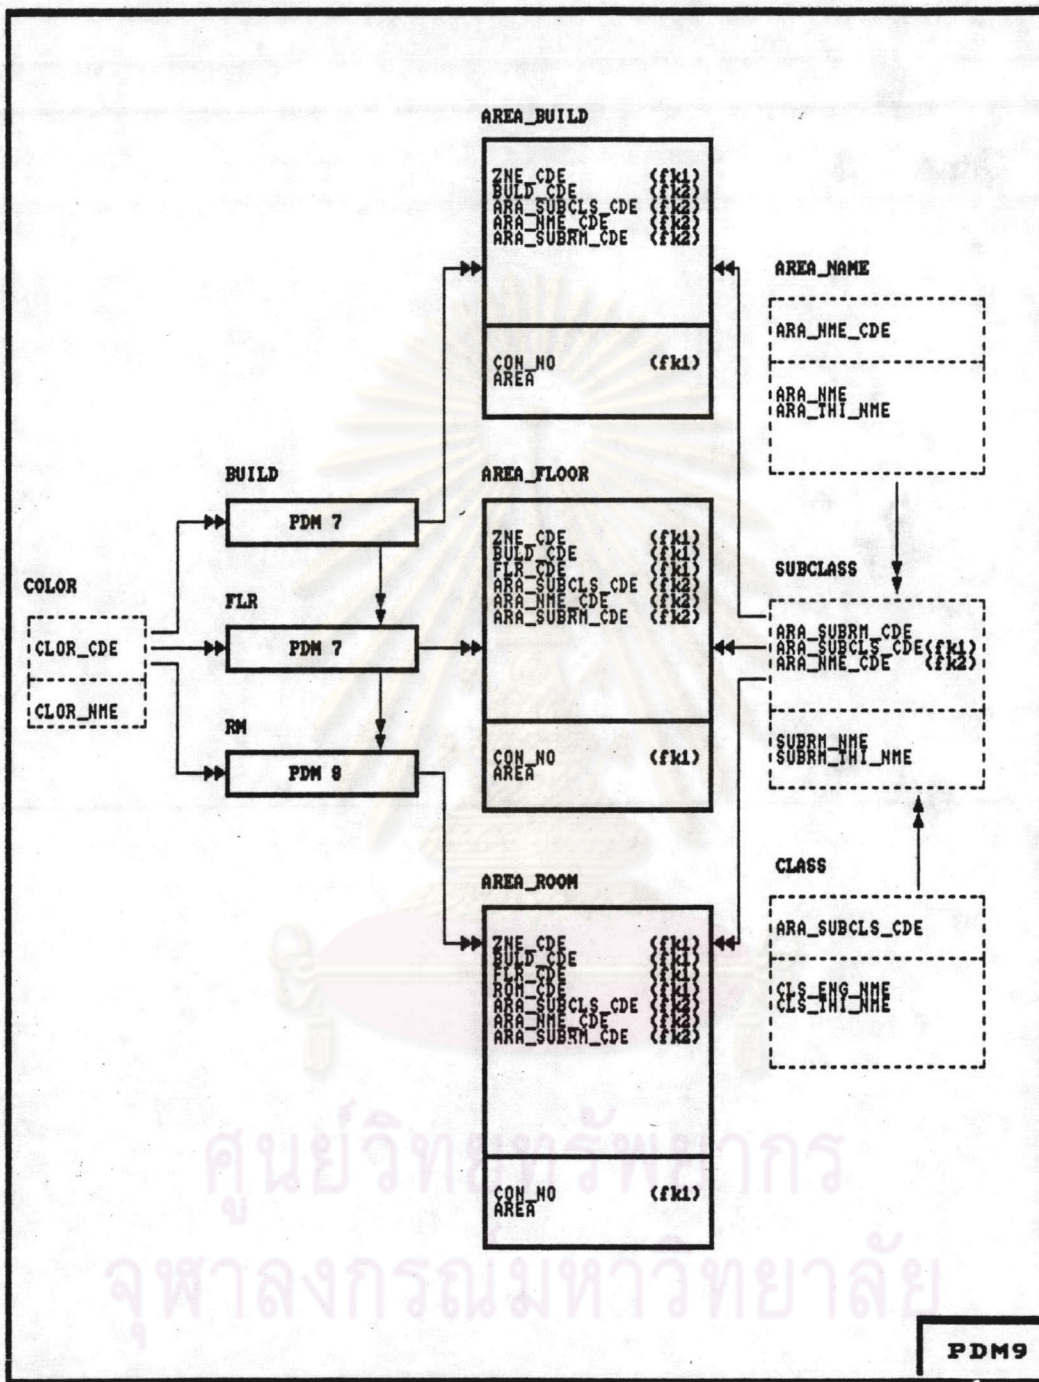 AREA_BUILD
ZNE_CDE (fk1)
BULD_CDE (fk2)
ARA_SUBCLS_CDE (fk2)
ARA_NME_CDE (fk2)
ARA_SUBRM_CDE (fk2)
CON_NO (fk1)
AREA
AREA_NAME
ARA_NME_CDE
ARA_NME
ARA_THI_NME
BUILD
PDM 7
AREA_FLOOR
ZNE_CDE (fk1)
BULD_CDE (fk1)
FLR_CDE (fk1)
ARA_SUBCLS_CDE (fk2)
ARA_NME_CDE (fk2)
ARA_SUBRM_CDE (fk2)
CON_NO (fk1)
AREA
COLOR
CLOR_CDE
CLOR_NME
FLR
PDM 7
RM
PDM 8
SUBCLASS
ARA_SUBRM_CDE
ARA_SUBCLS_CDE(fk1)
ARA_NME_CDE (fk2)
SUBRM_NME
SUBRM_THI_NME
AREA_ROOM
ZNE_CDE (fk1)
BULD_CDE (fk1)
FLR_CDE (fk1)
ROM_CDE (fk1)
ARA_SUBCLS_CDE (fk2)
ARA_NME_CDE (fk2)
ARA_SUBRM_CDE (fk2)
CON_NO (fk1)
AREA
CLASS
ARA_SUBCLS_CDE
CLS_ENG_NME
CLS_THI_NME
ศูนย์วิทยทรัพยากร
จุฬาลงกรณ์มหาวิทยาลัย
PDM9